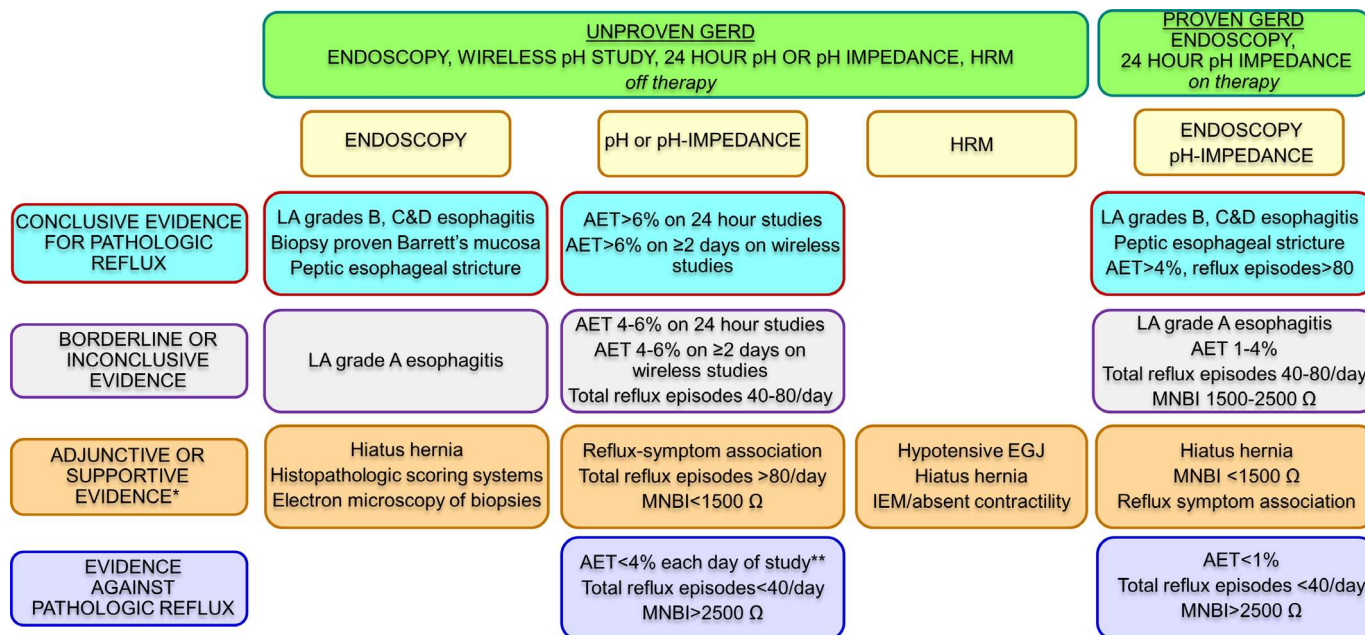 UNPROVEN GERD
ENDOSCOPY, WIRELESS pH STUDY, 24 HOUR pH OR pH IMPEDANCE, HRM
off therapy
PROVEN GERD
ENDOSCOPY,
24 HOUR pH IMPEDANCE
on therapy
ENDOSCOPY
pH or pH-IMPEDANCE
HRM
ENDOSCOPY
pH-IMPEDANCE
CONCLUSIVE EVIDENCE
FOR PATHOLOGIC
REFLUX
LA grades B, C&D esophagitis
Biopsy proven Barrett's mucosa
Peptic esophageal stricture
AET>6% on 24 hour studies
AET>6% on ≥2 days on wireless
studies
LA grades B, C&D esophagitis
Peptic esophageal stricture
AET>4%, reflux episodes>80
BORDERLINE OR
INCONCLUSIVE
EVIDENCE
LA grade A esophagitis
AET 4-6% on 24 hour studies
AET 4-6% on ≥2 days on
wireless studies
Total reflux episodes 40-80/day
LA grade A esophagitis
AET 1-4%
Total reflux episodes 40-80/day
MNBI 1500-2500 Ω
ADJUNCTIVE OR
SUPPORTIVE
EVIDENCE*
Hiatus hernia
Histopathologic scoring systems
Electron microscopy of biopsies
Reflux-symptom association
Total reflux episodes >80/day
MNBI<1500 Ω
Hypotensive EGJ
Hiatus hernia
IEM/absent contractility
Hiatus hernia
MNBI <1500 Ω
Reflux symptom association
EVIDENCE
AGAINST
PATHOLOGIC REFLUX
AET<4% each day of study**
Total reflux episodes<40/day
MNBI>2500 Ω
AET<1%
Total reflux episodes <40/day
MNBI>2500 Ω